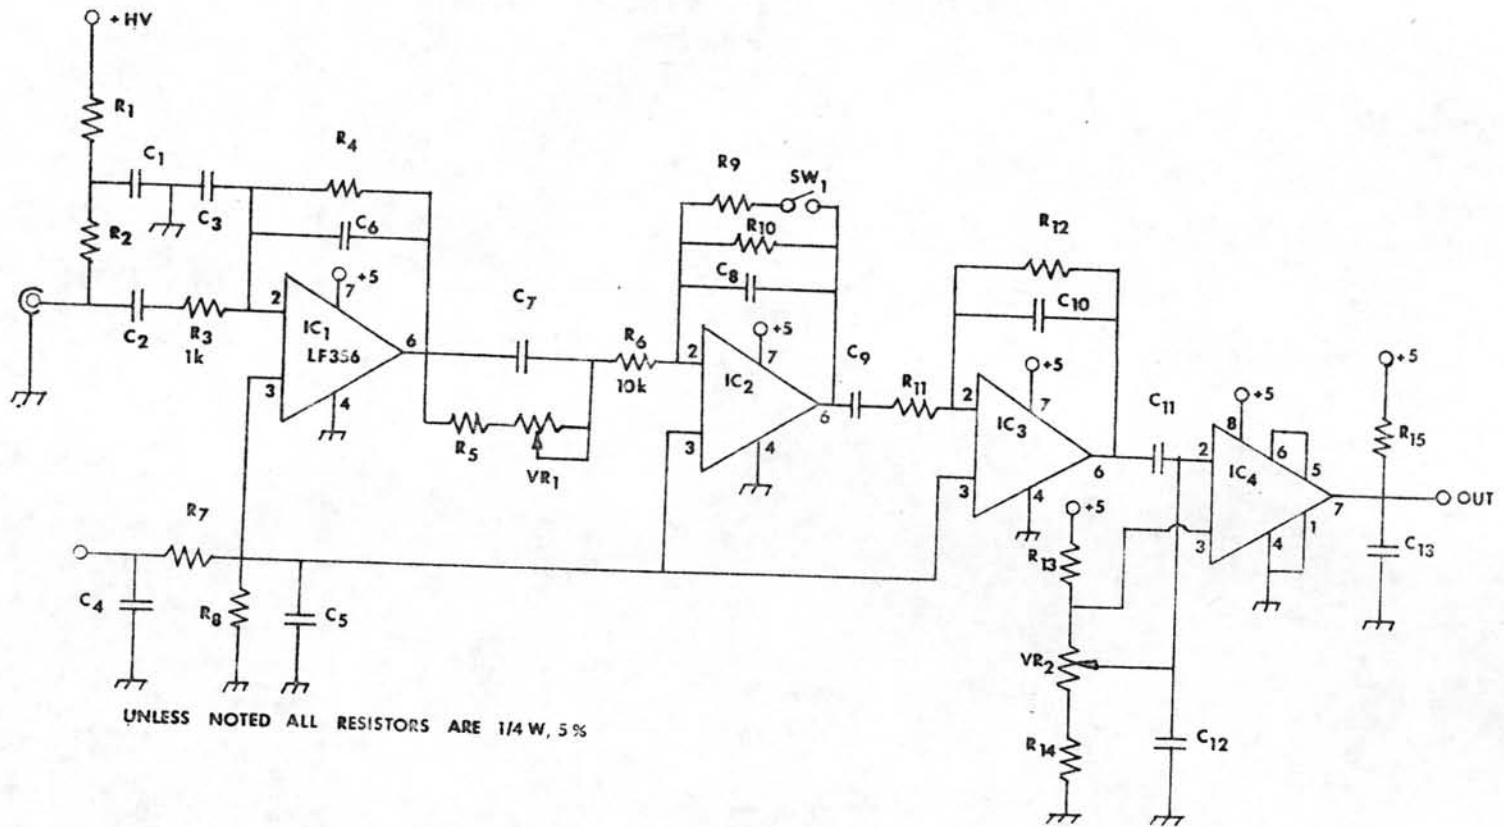 +HV
R1
C1
C3
R4
R2
C6
+5
7
2
C2
R3
1k
IC1
LF356
6
3
4
C7
R5
VR1
R6
10k
R9
SW1
R10
C8
+5
7
2
IC2
6
3
4
C9
R11
R12
C10
+5
7
2
IC3
6
3
4
C11
+5
8
2
6
5
IC4
7
3
4
1
+5
R15
OUT
C13
+5
R13
VR2
R14
C12
R7
C4
R8
C5
UNLESS NOTED ALL RESISTORS ARE 1/4 W, 5%